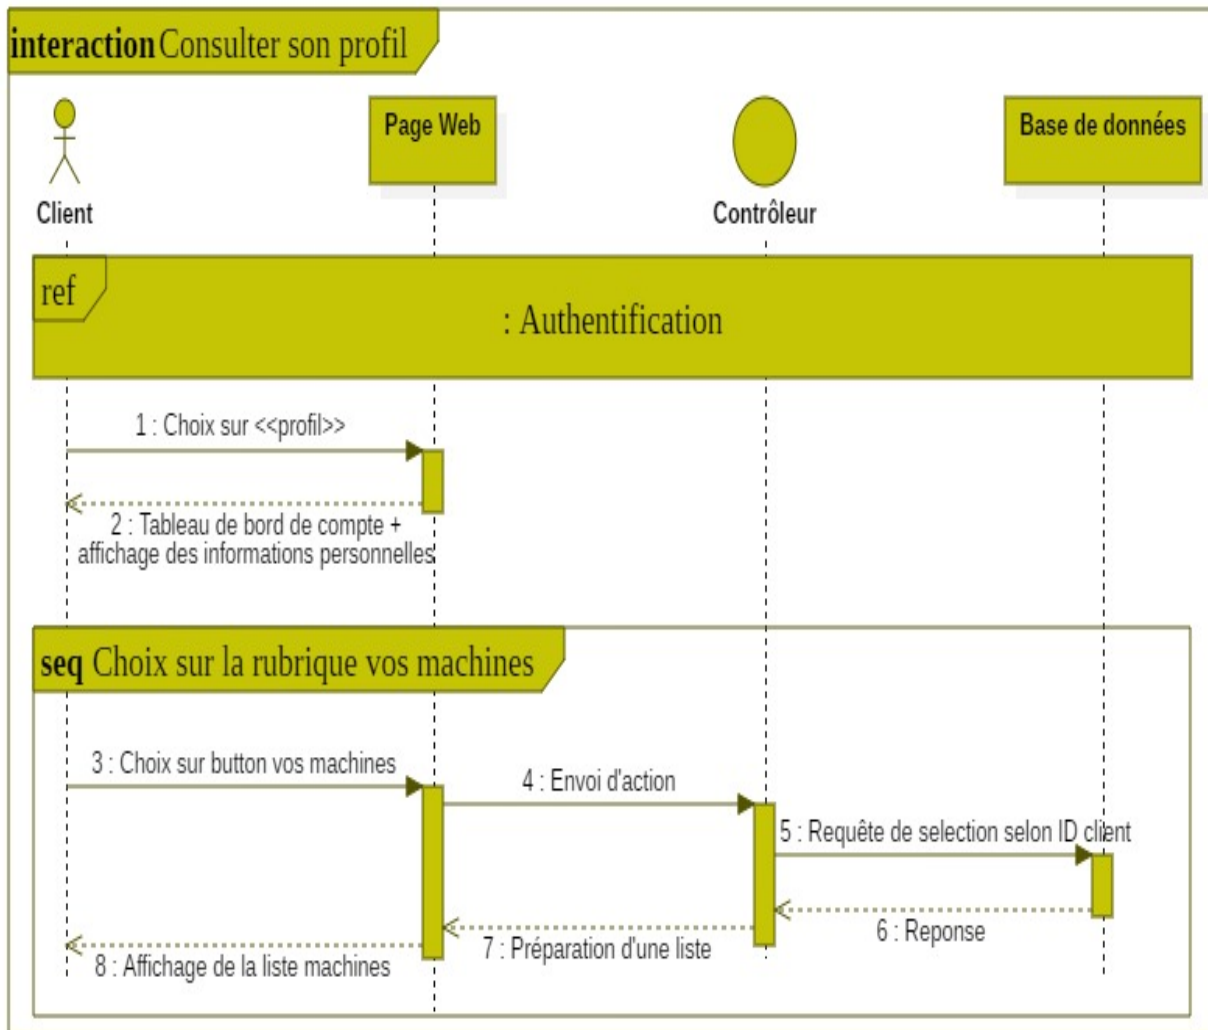 interaction Consulter son profil
Page Web
Base de données
Client
Contrôleur
ref
: Authentification
1 : Choix sur <<profil>>
2 : Tableau de bord de compte +
affichage des informations personnelles
seq Choix sur la rubrique vos machines
3 : Choix sur button vos machines
4 : Envoi d'action
5 : Requête de selection selon ID client
6 : Reponse
7 : Préparation d'une liste
8 : Affichage de la liste machines